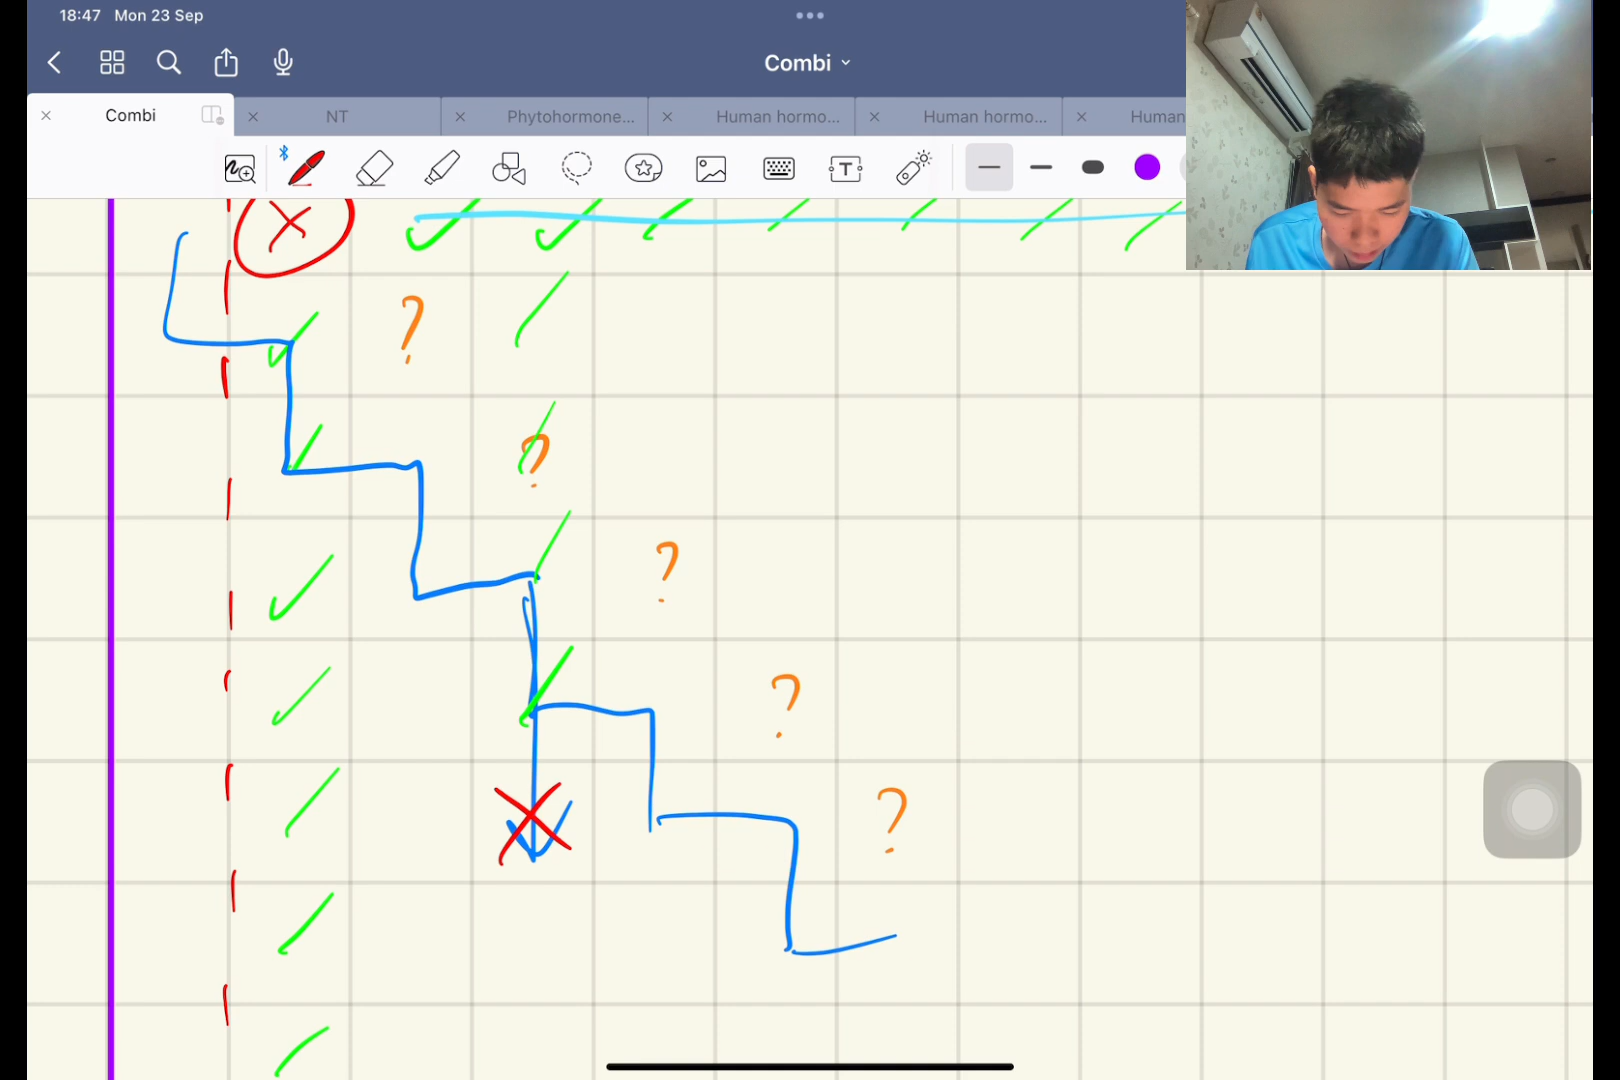 18:47 Mon 23 Sep
Combi
Combi
NT
Phytohormone...
Human hormo...
Human hormo...
Human
T
?
?
?
?
?